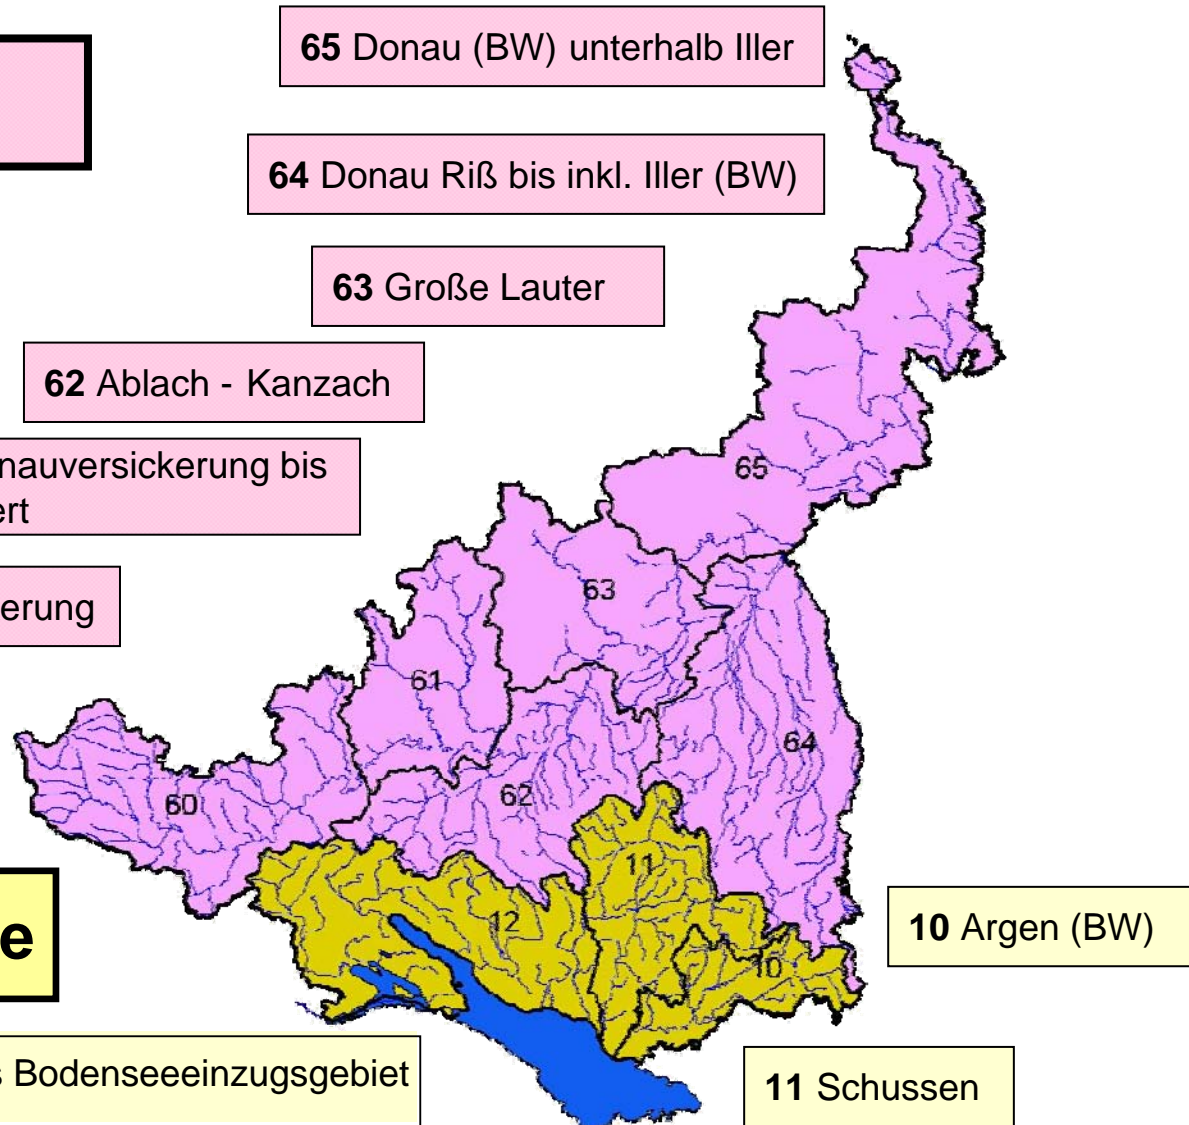 65 Donau (BW) unterhalb Iller
64 Donau Riß bis inkl. Iller (BW)
63 Große Lauter
62 Ablach - Kanzach
nauversickerung bis
ert
erung
65
63
61
64
60
62
11
12
10
e
10 Argen (BW)
s Bodenseeeinzugsgebiet
11 Schussen